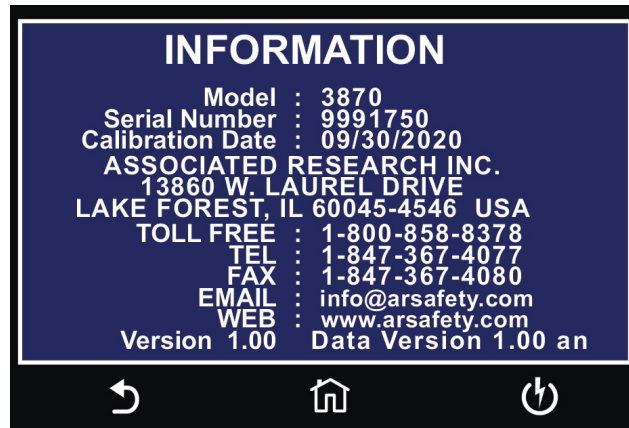 INFORMATION
Model : 3870
Serial Number : 9991750
Calibration Date : 09/30/2020
ASSOCIATED RESEARCH INC.
13860 W. LAUREL DRIVE
LAKE FOREST, IL 60045-4546 USA
TOLL FREE : 1-800-858-8378
TEL : 1-847-367-4077
FAX : 1-847-367-4080
EMAIL : info@arsafety.com
WEB : www.arsafety.com
Version 1.00 Data Version 1.00 an